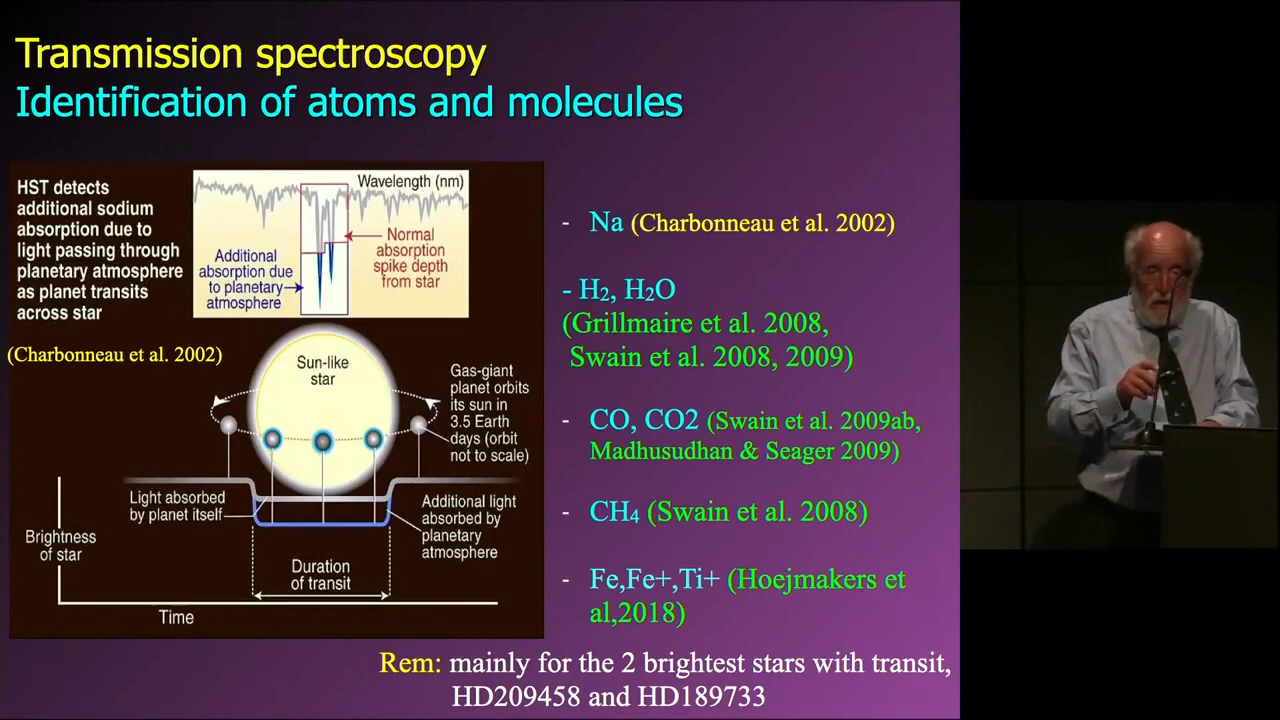 Transmission spectroscopy
Identification of atoms and molecules
HST detects
additional sodium
absorption due to
light passing through
planetary atmosphere
as planet transits
across star
(Charbonneau et al. 2002)
Wavelength (nm)
Normal
absorption
spike depth
from star
Additional
absorption due
to planetary
atmosphere
Sun-like
star
Gas-giant
planet orbits
its sun in
3.5 Earth
days (orbit
not to scale)
Light absorbed
by planet itself
Additional light
absorbed by
planetary
atmosphere
Brightness
of star
Duration
of transit
Time
- Na (Charbonneau et al. 2002)
- H₂, H₂O
(Grillmaire et al. 2008,
Swain et al. 2008, 2009)
- CO, CO2 (Swain et al. 2009ab,
Madhusudhan & Seager 2009)
- CH₄ (Swain et al. 2008)
- Fe,Fe+,Ti+ (Hoejmakers et
al,2018)
Rem: mainly for the 2 brightest stars with transit,
HD209458 and HD189733